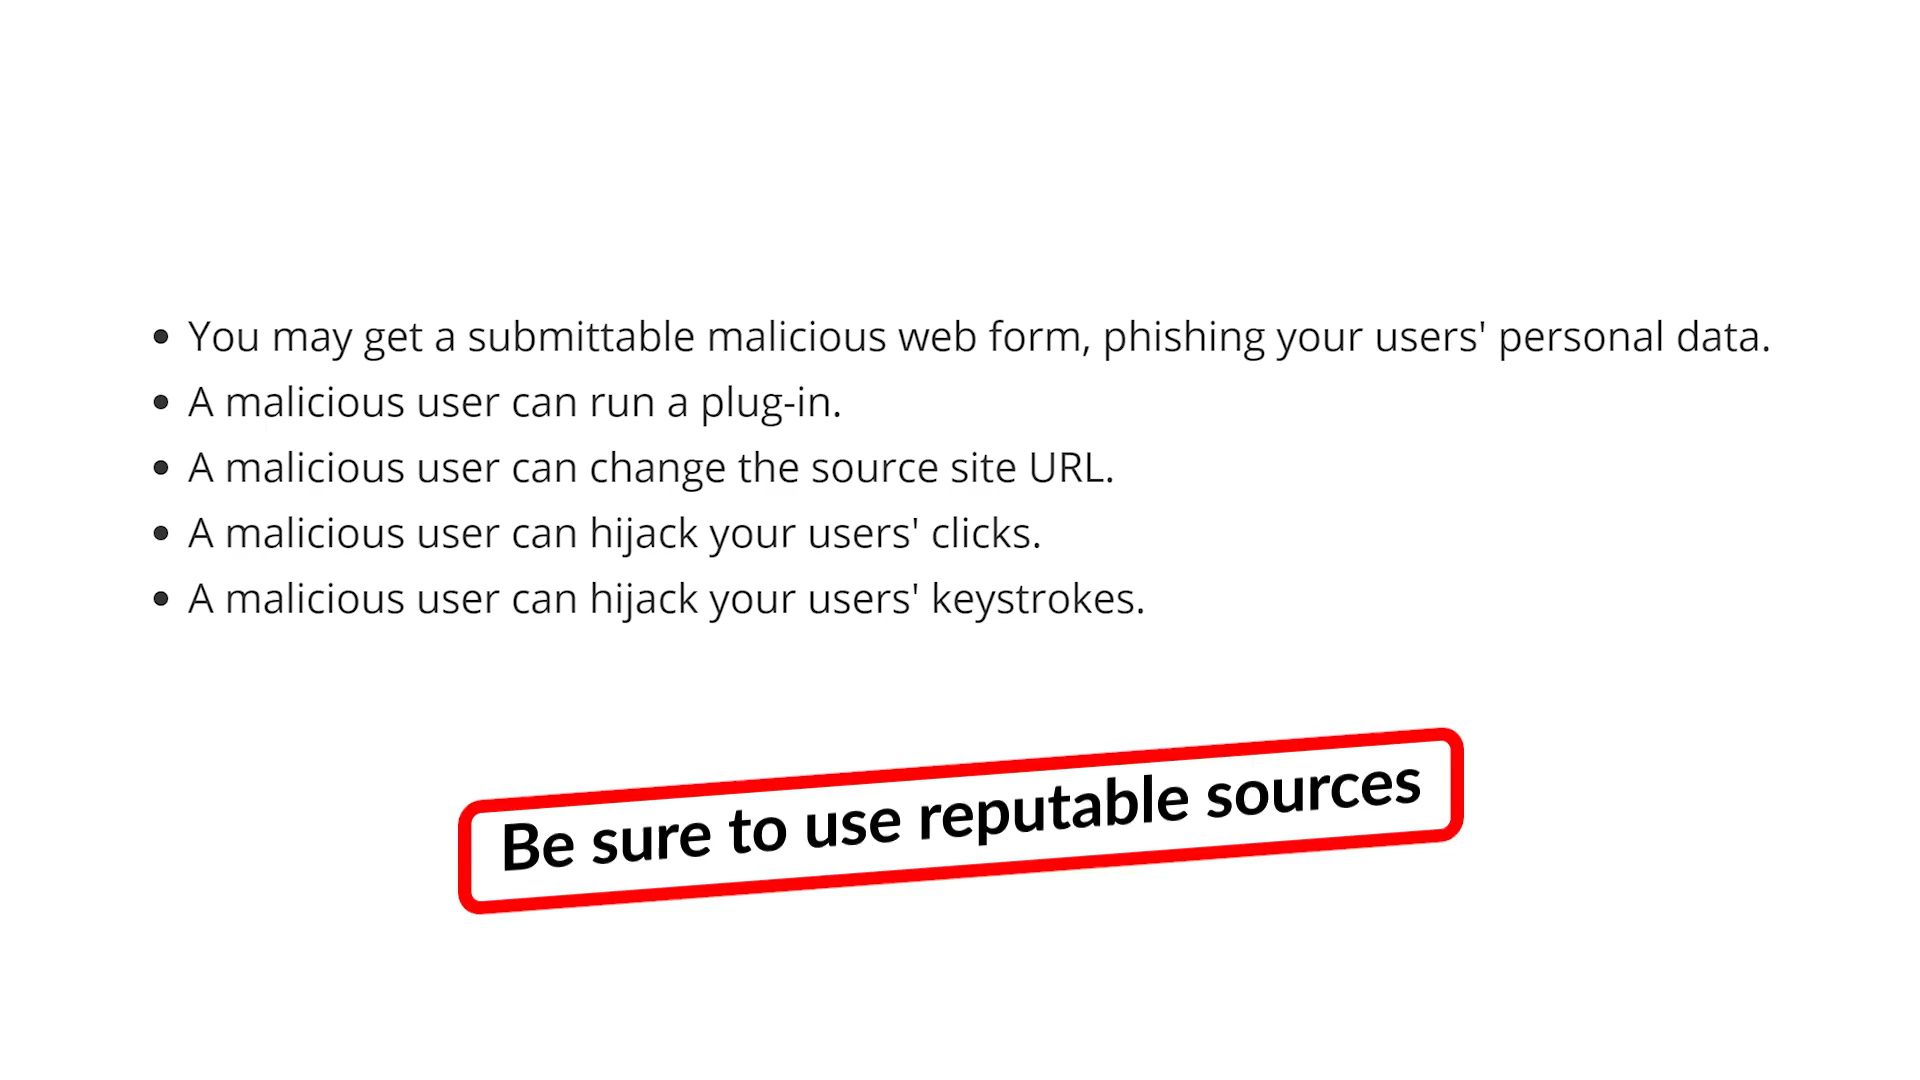 • You may get a submittable malicious web form, phishing your users' personal data.
• A malicious user can run a plug-in.
• A malicious user can change the source site URL.
• A malicious user can hijack your users' clicks.
• A malicious user can hijack your users' keystrokes.
Be sure to use reputable sources